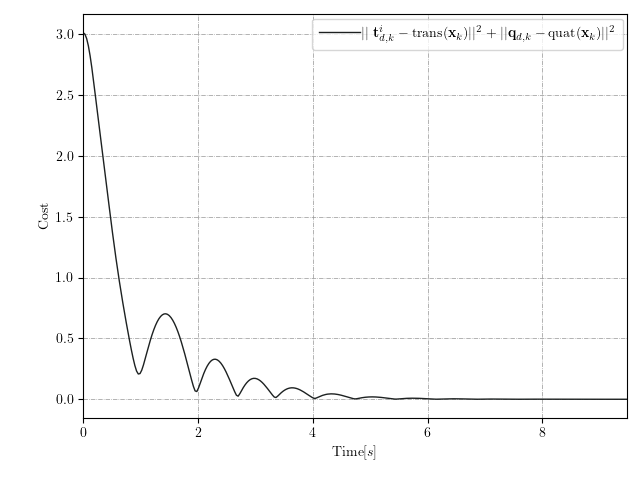 || t^i_{d,k} − trans(x_k)||^2 + ||q_{d,k} − quat(x_k)||^2
3.0
2.5
2.0
1.5
1.0
0.5
0.0
Cost
0 2 4 6 8
Time[s]